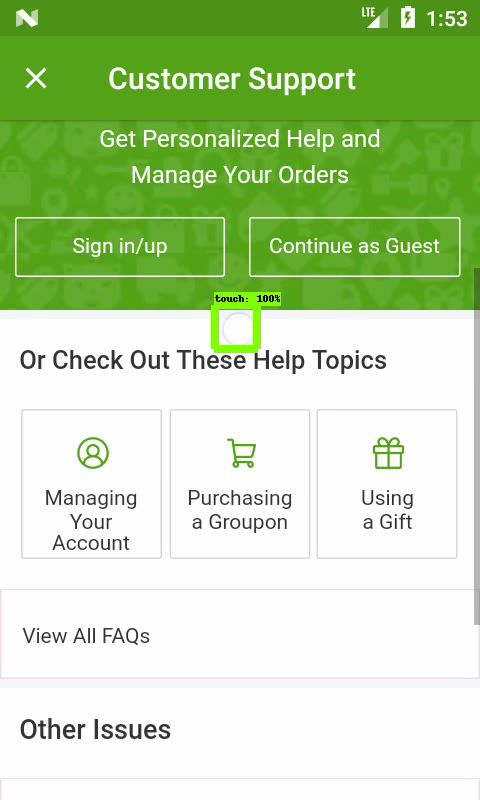 LTE 1:53
Customer Support
Get Personalized Help and
Manage Your Orders
Sign in/up
Continue as Guest
touch: 100%
Or Check Out These Help Topics
Managing
Your
Account
Purchasing
a Groupon
Using
a Gift
View All FAQs
Other Issues